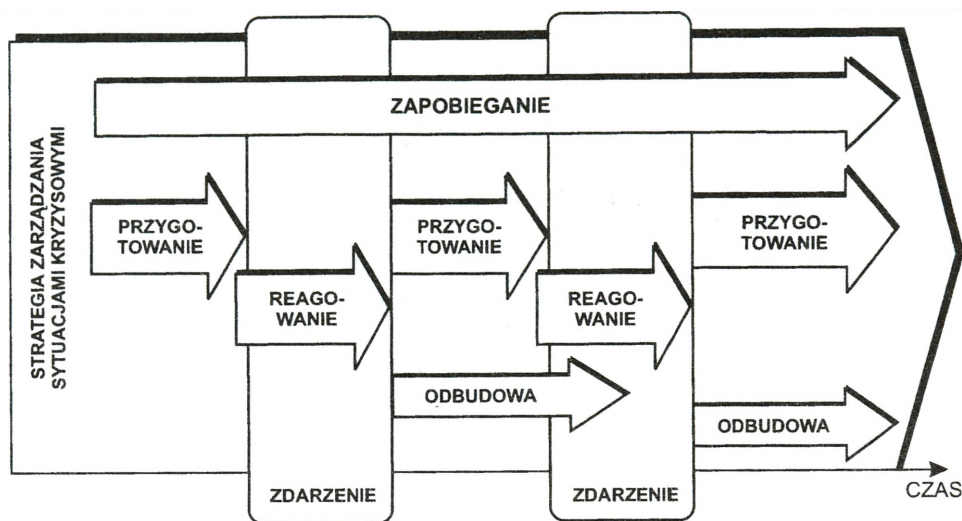 STRATEGIA ZARZĄDZANIA
SYTUACJAMI KRYZYSOWYMI
ZAPOBIEGANIE
PRZYGO-
TOWANIE
PRZYGO-
TOWANIE
PRZYGO-
TOWANIE
REAGO-
WANIE
REAGO-
WANIE
ODBUDOWA
ODBUDOWA
ZDARZENIE
ZDARZENIE
CZAS